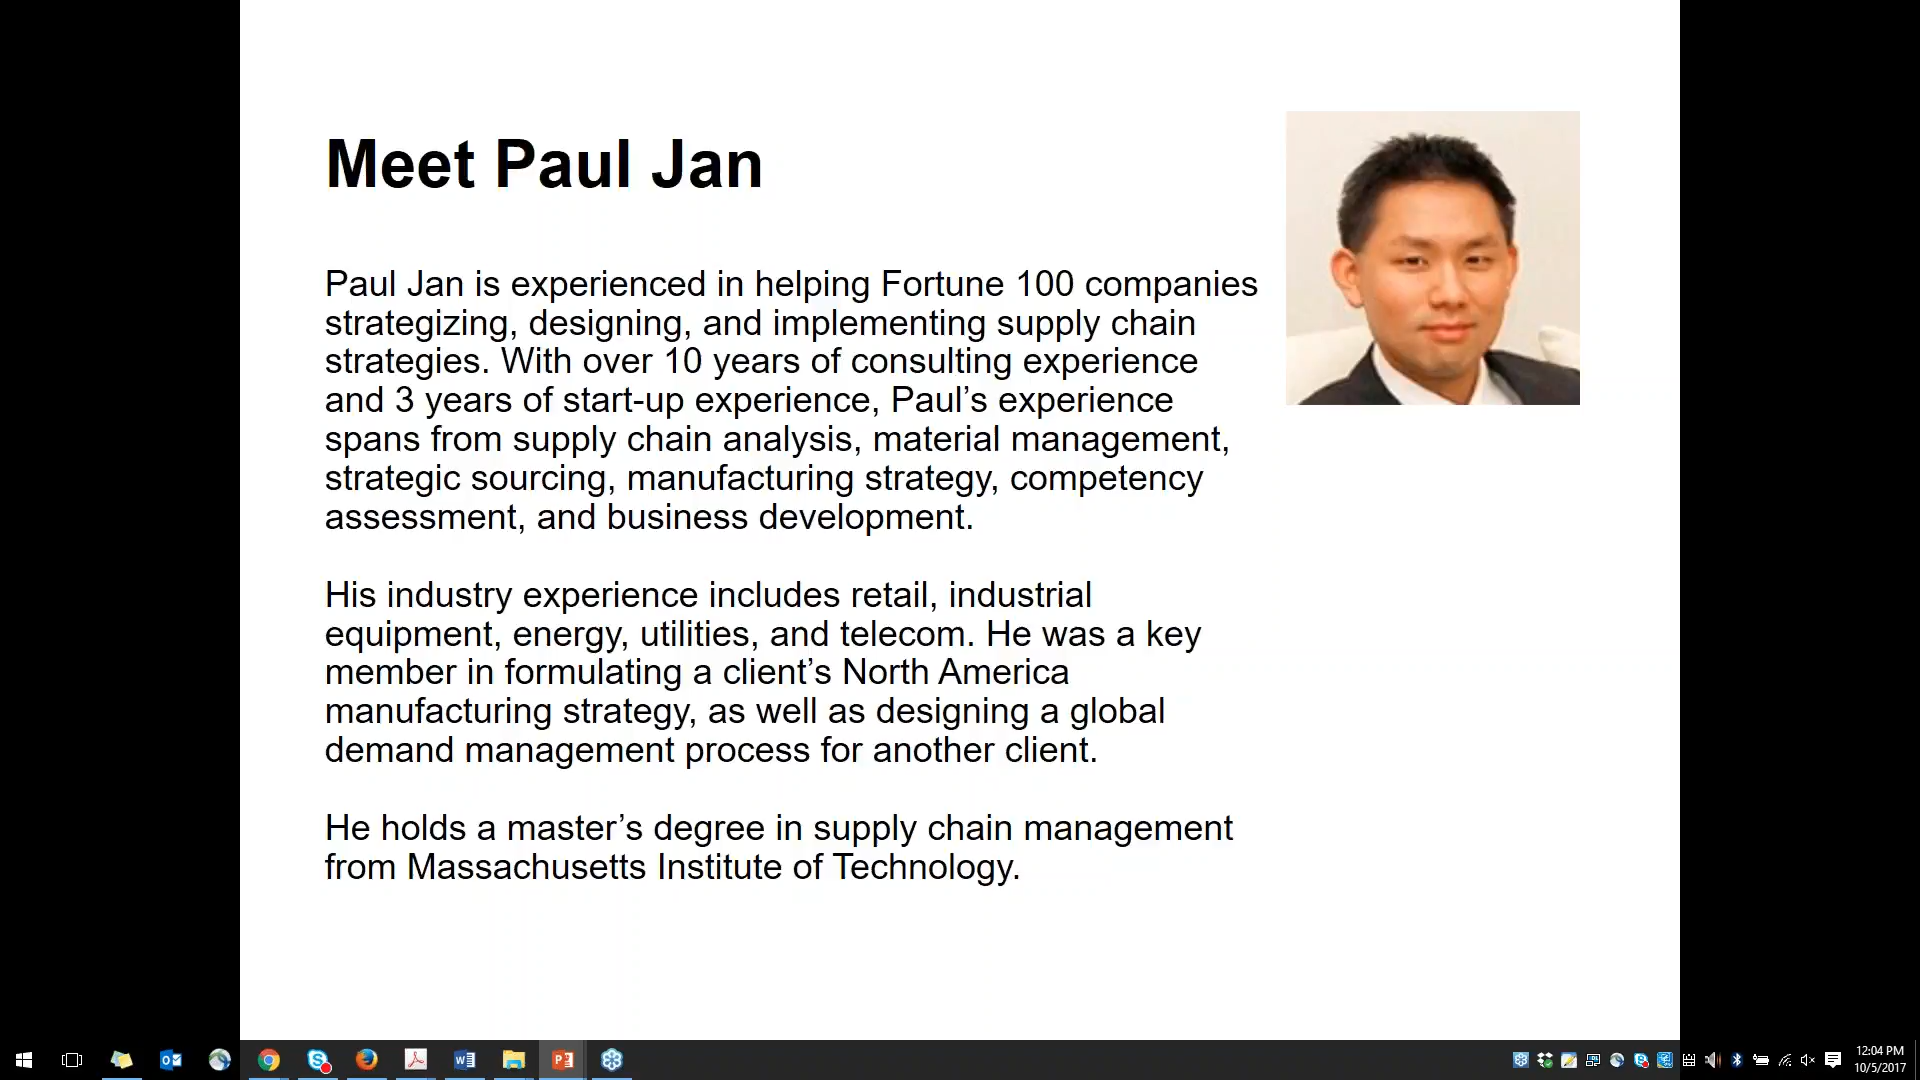 Meet Paul Jan
Paul Jan is experienced in helping Fortune 100 companies
strategizing, designing, and implementing supply chain
strategies. With over 10 years of consulting experience
and 3 years of start-up experience, Paul’s experience
spans from supply chain analysis, material management,
strategic sourcing, manufacturing strategy, competency
assessment, and business development.
His industry experience includes retail, industrial
equipment, energy, utilities, and telecom. He was a key
member in formulating a client’s North America
manufacturing strategy, as well as designing a global
demand management process for another client.
He holds a master’s degree in supply chain management
from Massachusetts Institute of Technology.
12:04 PM
10/5/2017